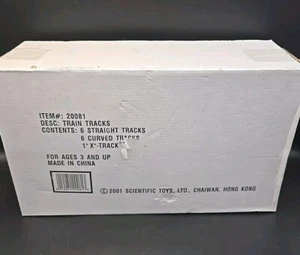 ITEM#: 20081
DESC: TRAIN TRACKS
CONTENTS: 6 STRAIGHT TRACKS
6 CURVED TRACKS
1"X"-TRACK
FOR AGES 3 AND UP
MADE IN CHINA
© 2001 SCIENTIFIC TOYS, LTD., CHAIWAN, HONG KONG